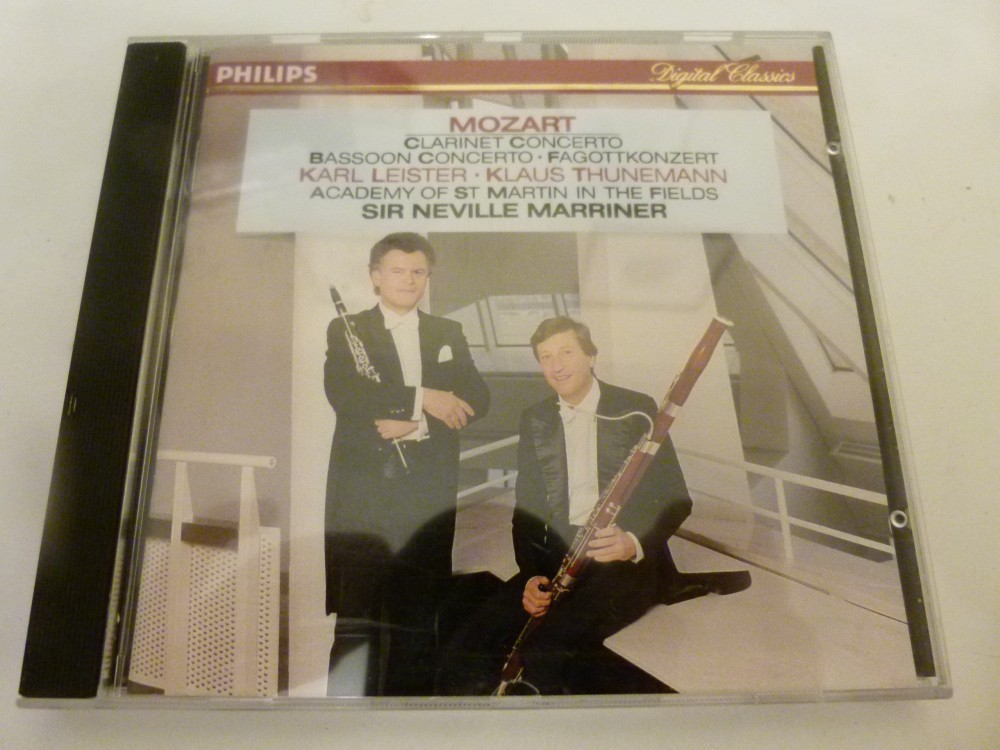 PHILIPS Digital Classics
MOZART
CLARINET CONCERTO
BASSOON CONCERTO · FAGOTTKONZERT
KARL LEISTER · KLAUS THUNEMANN
ACADEMY OF ST MARTIN IN THE FIELDS
SIR NEVILLE MARRINER